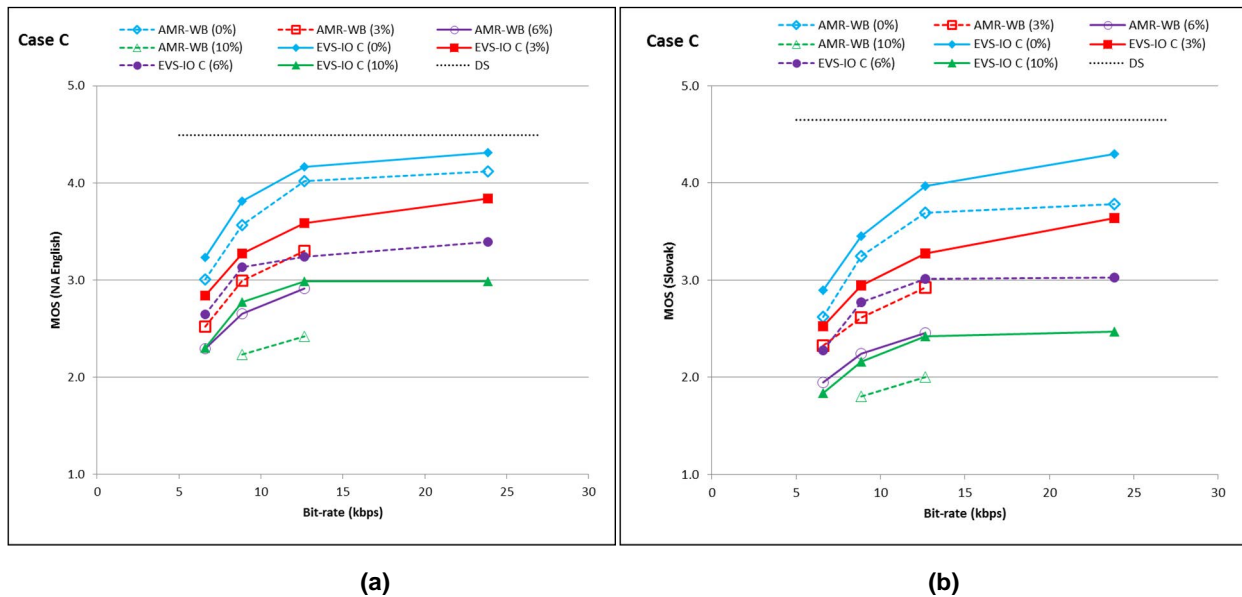 Case C
AMR-WB (0%) AMR-WB (3%) AMR-WB (6%)
AMR-WB (10%) EVS-IO C (0%) EVS-IO C (3%)
EVS-IO C (6%) EVS-IO C (10%) DS
5.0
4.0
3.0
2.0
1.0
MOS (NA English)
0 5 10 15 20 25 30
Bit-rate (kbps)
(a)
Case C
AMR-WB (0%) AMR-WB (3%) AMR-WB (6%)
AMR-WB (10%) EVS-IO C (0%) EVS-IO C (3%)
EVS-IO C (6%) EVS-IO C (10%) DS
5.0
4.0
3.0
2.0
1.0
MOS (Slovak)
0 5 10 15 20 25 30
Bit-rate (kbps)
(b)